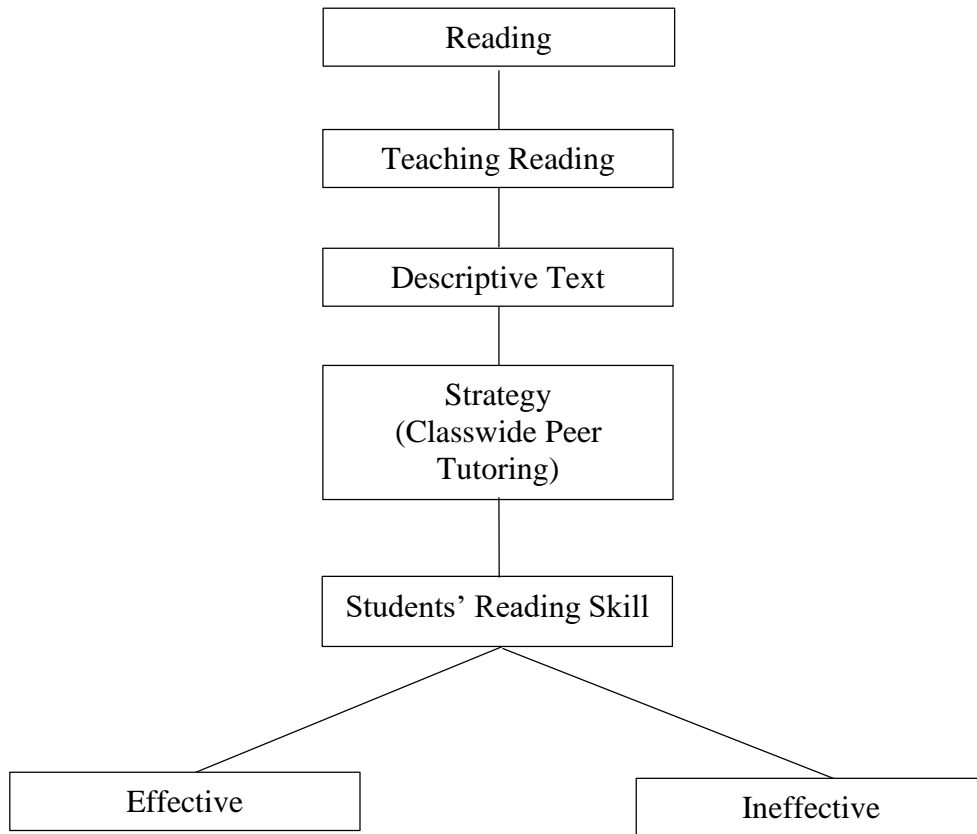 Reading
Teaching Reading
Descriptive Text
Strategy
(Classwide Peer
Tutoring)
Students’ Reading Skill
Effective
Ineffective